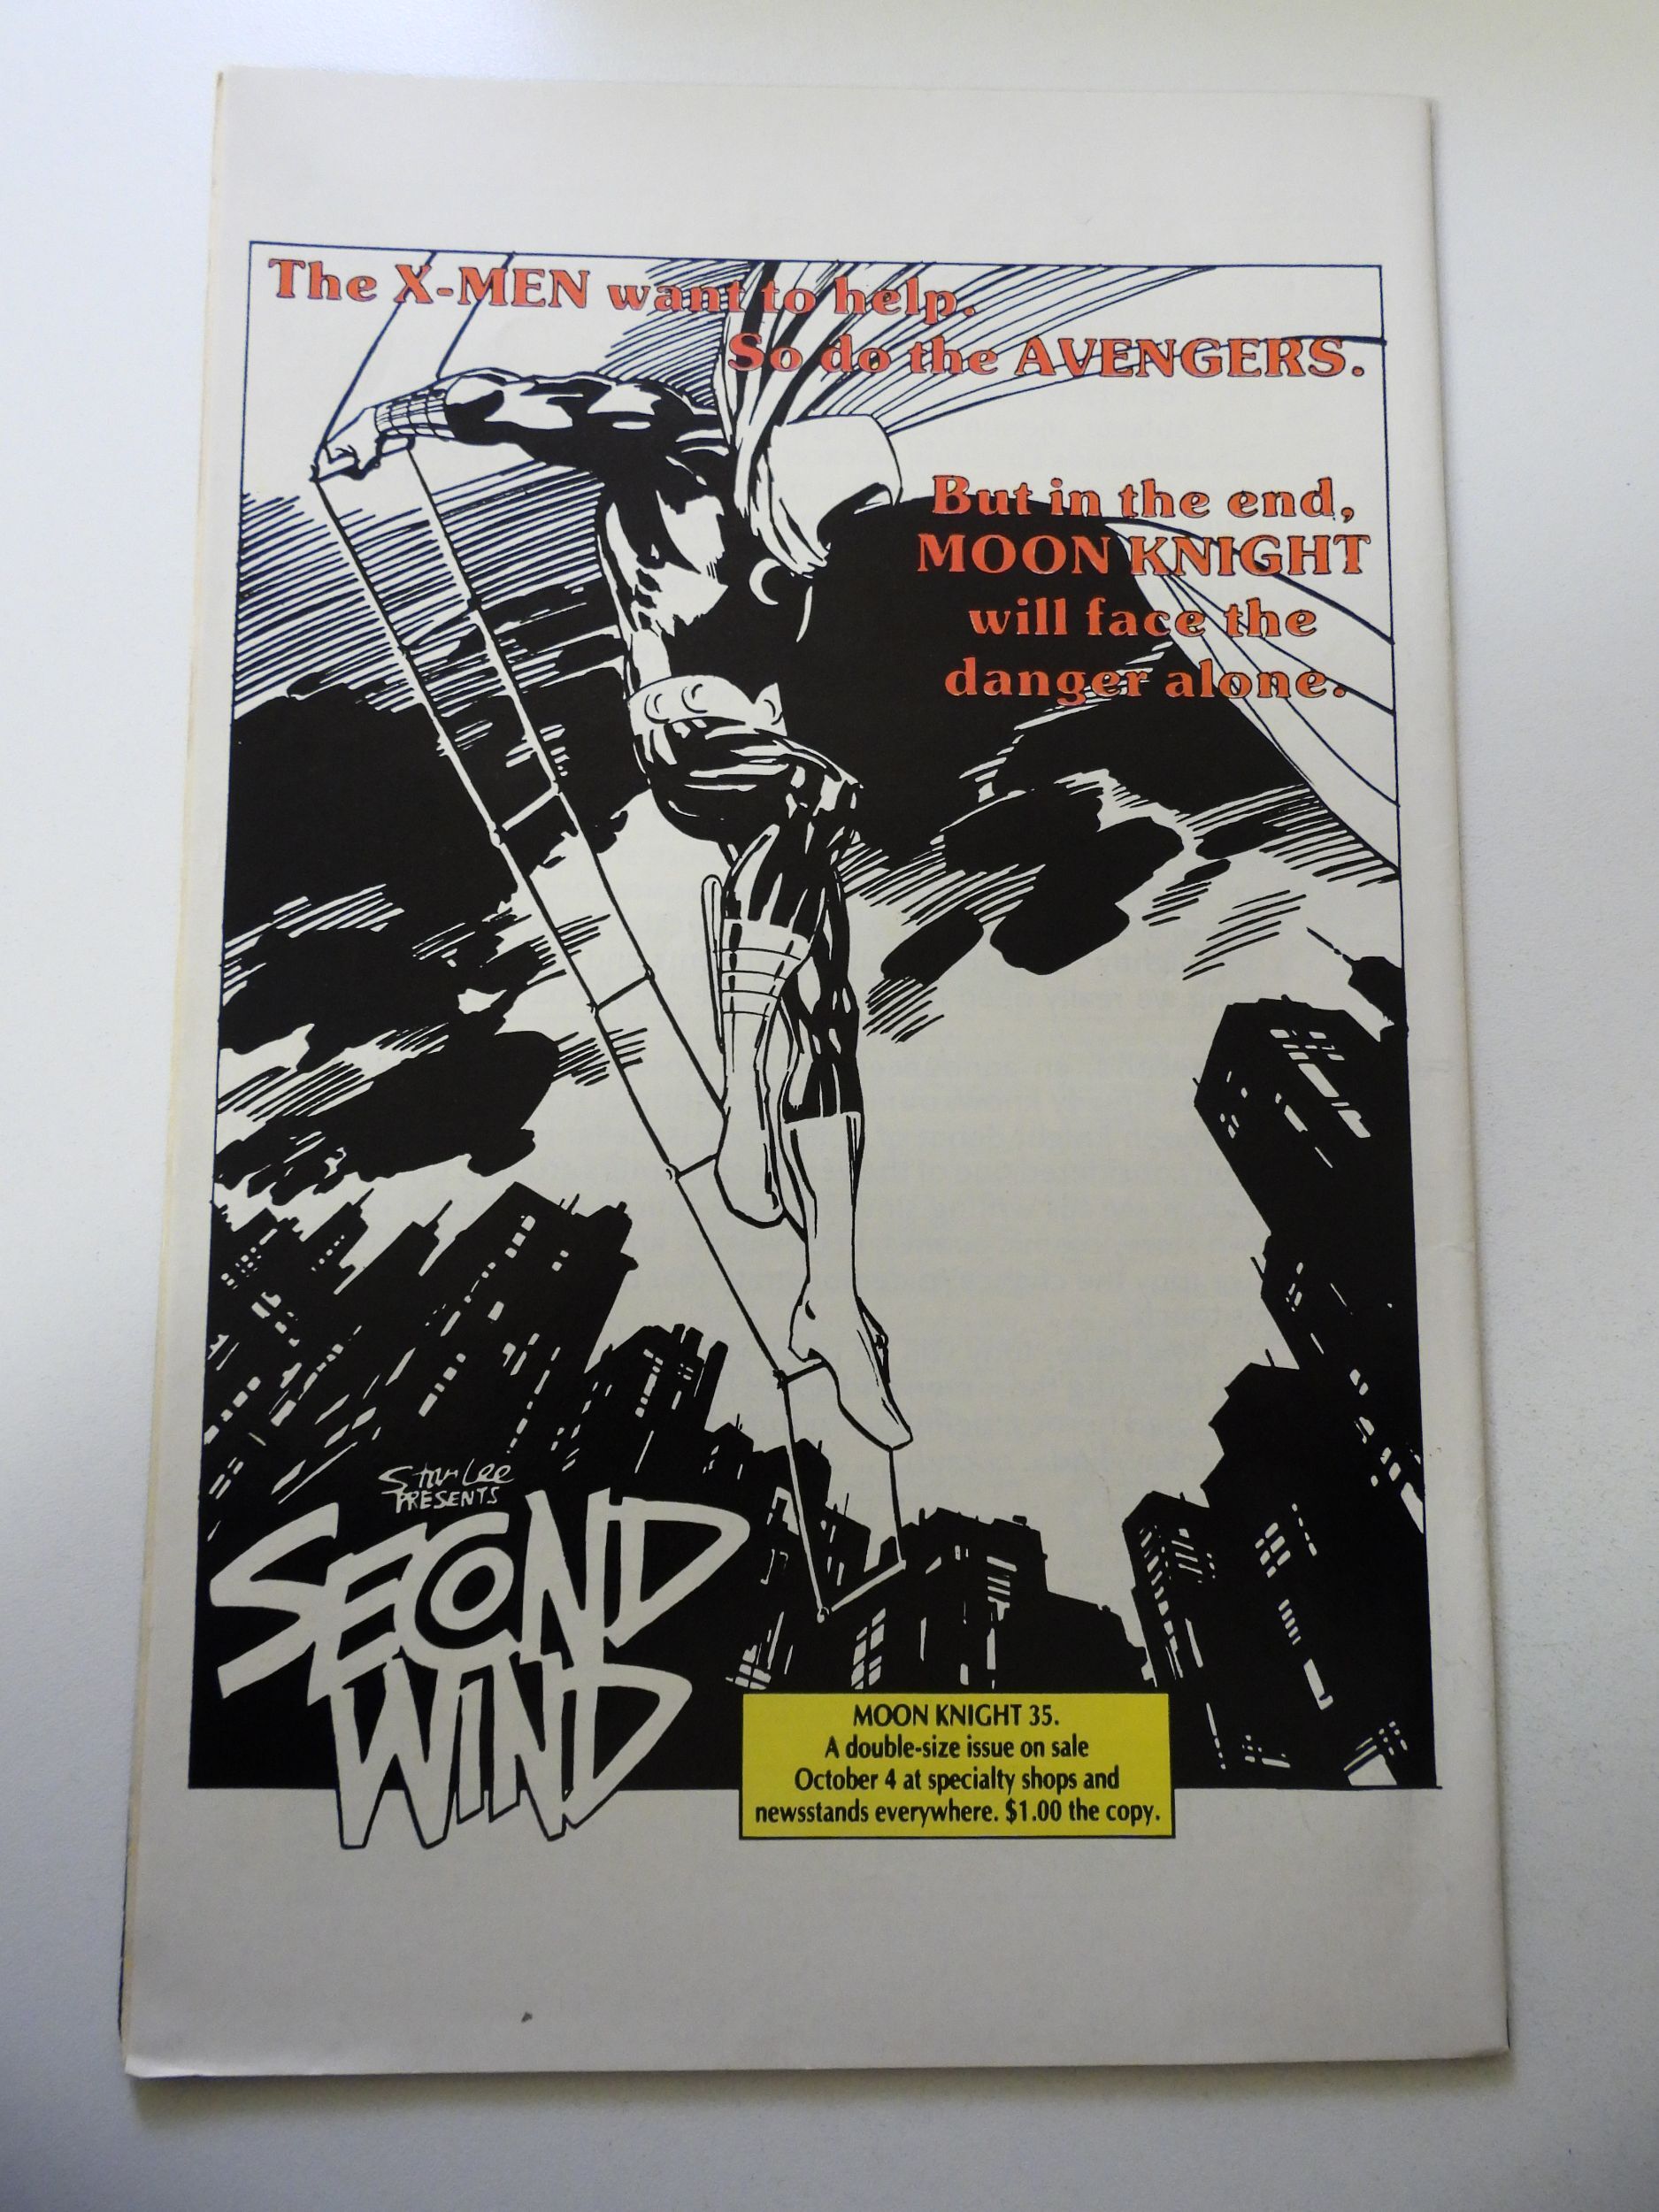 The X-MEN want to help.
So do the AVENGERS.
But in the end,
MOON KNIGHT
will face the
danger alone.
Stan Lee
PRESENTS
SECOND
WIND
MOON KNIGHT 35.
A double-size issue on sale
October 4 at specialty shops and
newsstands everywhere. $1.00 the copy.